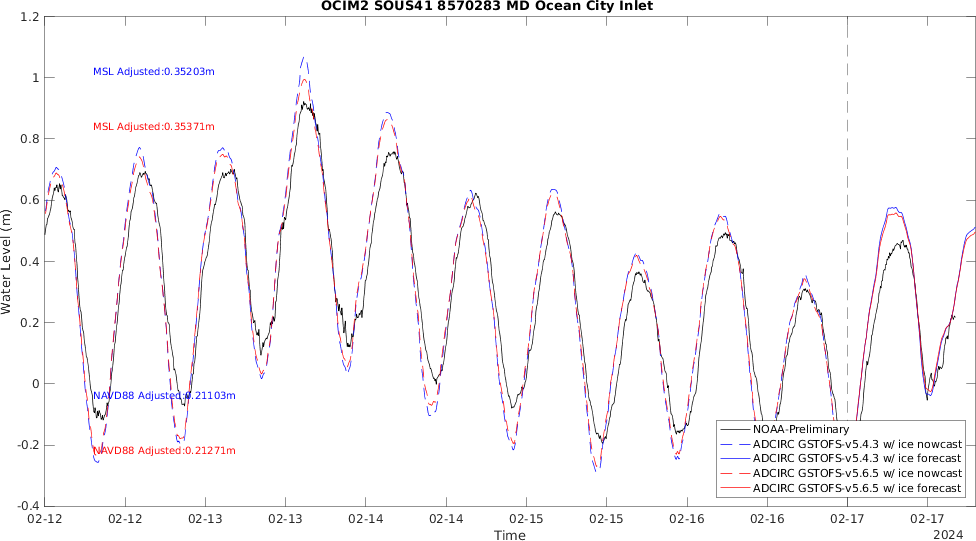 OCIM2 SOUS41 8570283 MD Ocean City Inlet
1.2
1
0.8
0.6
0.4
0.2
0
-0.2
-0.4
Water Level (m)
MSL Adjusted:0.35203m
MSL Adjusted:0.35371m
NAVD88 Adjusted:0.21103m
NAVD88 Adjusted:0.21271m
NOAA-Preliminary
ADCIRC GSTOFS-v5.4.3 w/ ice nowcast
ADCIRC GSTOFS-v5.4.3 w/ ice forecast
ADCIRC GSTOFS-v5.6.5 w/ ice nowcast
ADCIRC GSTOFS-v5.6.5 w/ ice forecast
02-12 02-12 02-13 02-13 02-14 02-14 02-15 02-15 02-16 02-16 02-17 02-17
Time
2024